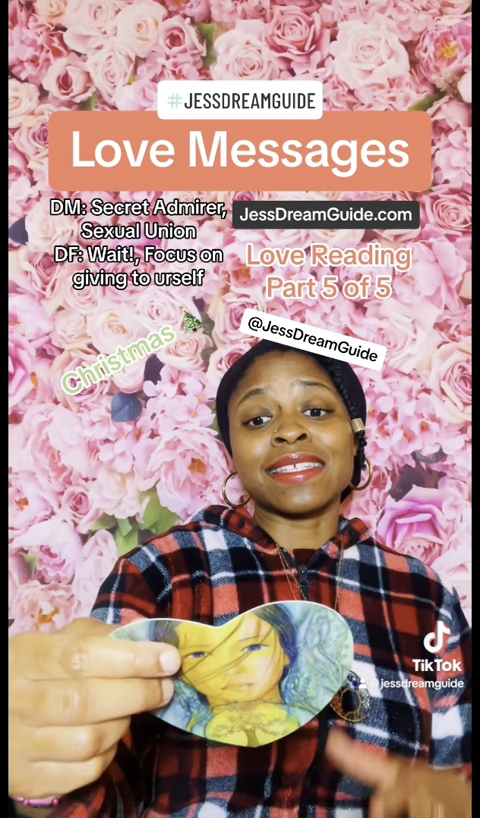 #JESSDREAMGUIDE
Love Messages
DM: Secret Admirer,
Sexual Union
DF: Wait!, Focus on
giving to urself
JessDreamGuide.com
Love Reading
Part 5 of 5
Christmas 🎄
@JessDreamGuide
TikTok
@jessdreamguide